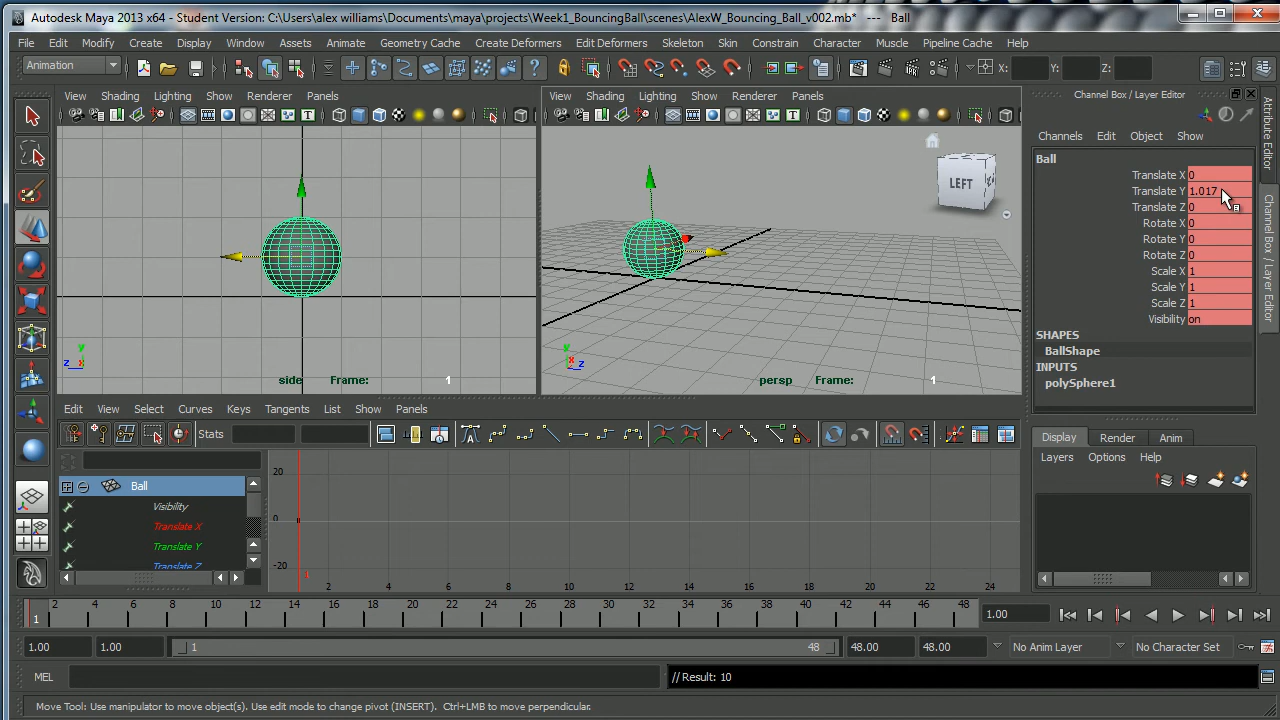 Autodesk Maya 2013 x64 - Student Version: C:\Users\alex williams\Documents\maya\projects\Week1_BouncingBall\scenes\AlexW_Bouncing_Ball_v002.mb* --- Ball
File Edit Modify Create Display Window Assets Animate Geometry Cache Create Deformers Edit Deformers Skeleton Skin Constrain Character Muscle Pipeline Cache Help
Animation X: Y: Z:
View Shading Lighting Show Renderer Panels
View Shading Lighting Show Renderer Panels
Channel Box / Layer Editor
Channels Edit Object Show
Ball
Translate X 0
Translate Y 1.017
Translate Z 0
Rotate X 0
Rotate Y 0
Rotate Z 0
Scale X 1
Scale Y 1
Scale Z 1
Visibility on
SHAPES
BallShape
INPUTS
polySphere1
Attribute Editor
Channel Box / Layer Editor
LEFT
y
z x
side Frame: 1
y
x z
persp Frame: 1
Edit View Select Curves Keys Tangents List Show Panels
Stats
Ball
Visibility
Translate X
Translate Y
Translate Z
20
0
-20
1
2 4 6 8 10 12 14 16 18 20 22 24
Display Render Anim
Layers Options Help
1 2 4 6 8 10 12 14 16 18 20 22 24 26 28 30 32 34 36 38 40 42 44 46 48
1.00
1.00 1.00 1 48 48.00 48.00 No Anim Layer No Character Set
MEL // Result: 10
Move Tool: Use manipulator to move object(s). Use edit mode to change pivot (INSERT). Ctrl+LMB to move perpendicular.